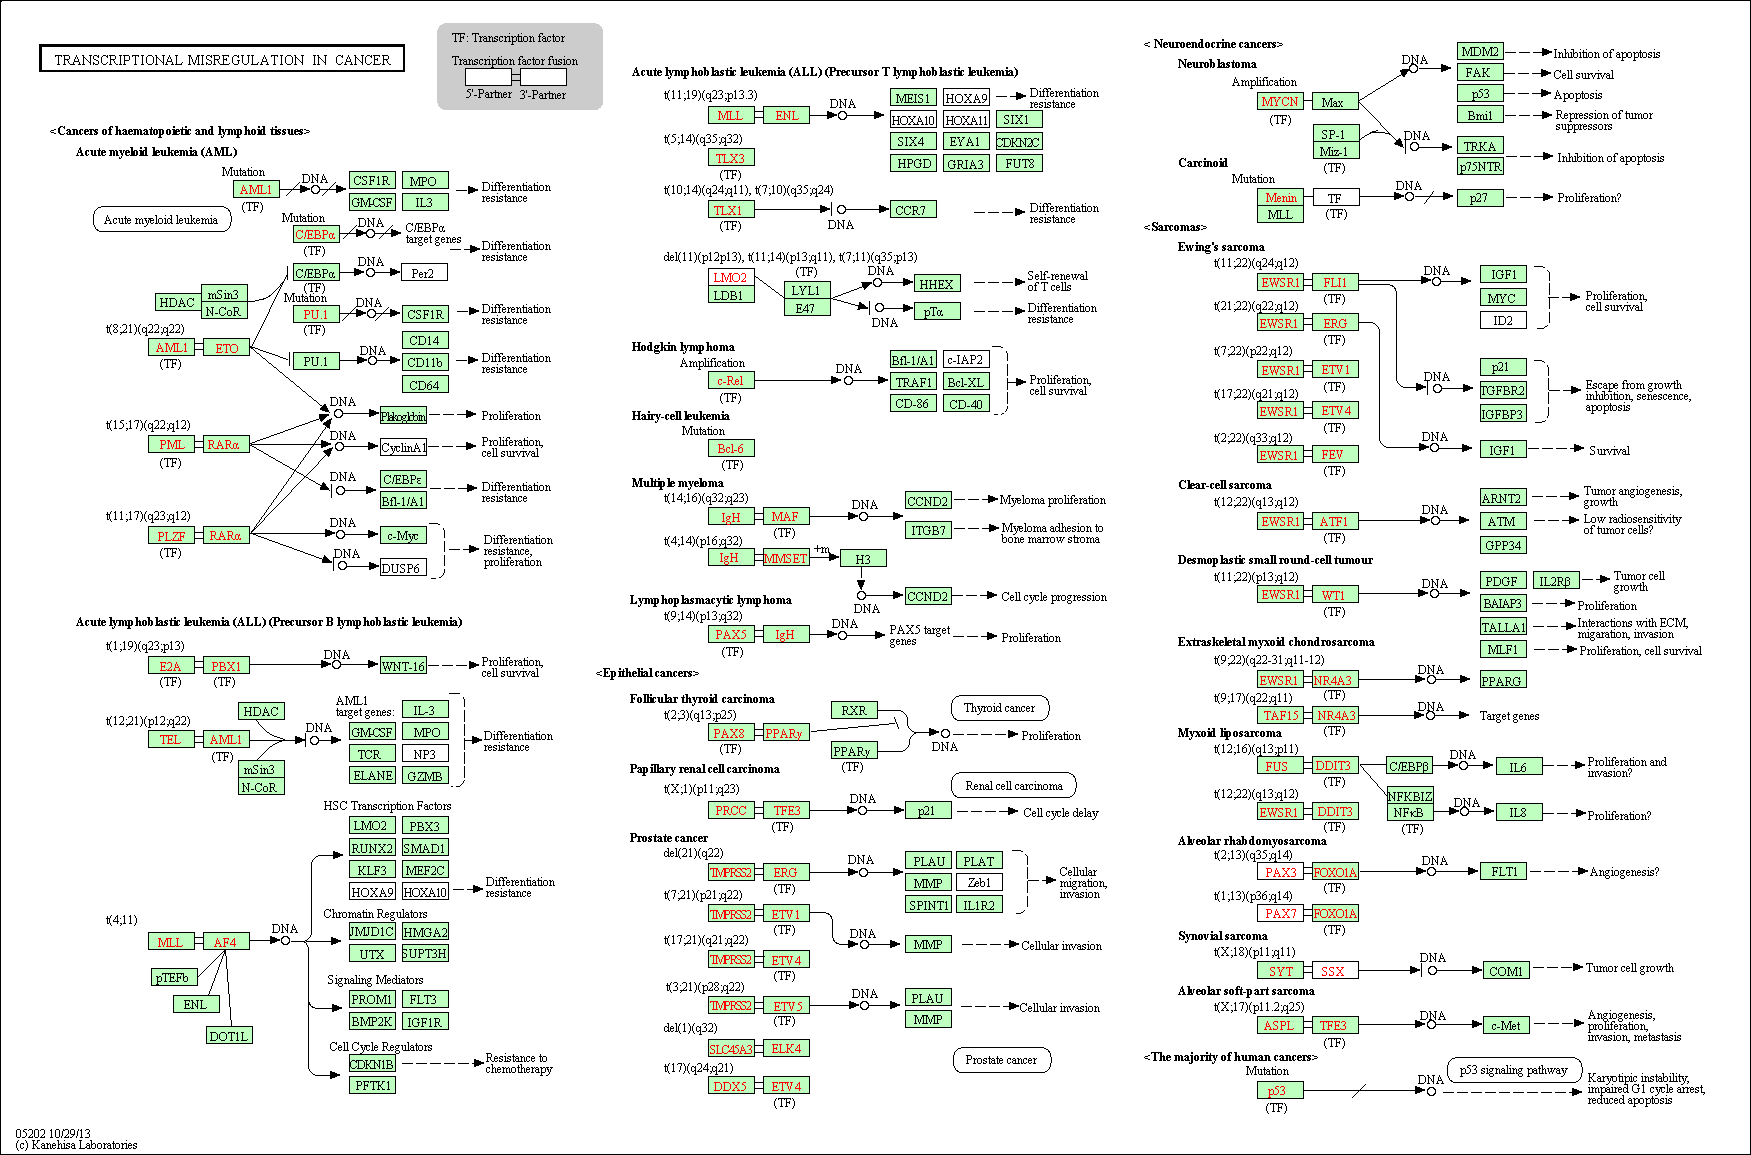 TRANSCRIPTIONAL MISREGULATION IN CANCER
TF: Transcription factor
Transcription factor fusion
5'-Partner 3'-Partner
<Cancers of haematopoietic and lymphoid tissues>
Acute myeloid leukemia (AML)
Mutation
AML1
(TF)
DNA
CSF1R MPO
GM-CSF IL3
Differentiation
resistance
Acute myeloid leukemia
Mutation
C/EBPα
(TF)
DNA
C/EBPα
target genes
Differentiation
resistance
HDAC
mSin3
N-CoR
C/EBPα
(TF)
DNA
Per2
Mutation
PU.1
(TF)
DNA
CSF1R
Differentiation
resistance
t(8;21)(q22;q22)
AML1 ETO
(TF)
PU.1
DNA
CD14
CD11b
CD64
Differentiation
resistance
DNA
Plakoglobin
Proliferation
t(15;17)(q22;q12)
PML RARα
(TF)
DNA
CyclinA1
Proliferation,
cell survival
DNA
C/EBPε
Bfl-1/A1
Differentiation
resistance
t(11;17)(q23;q12)
PLZF RARα
(TF)
DNA
c-Myc
DNA
DUSP6
Differentiation
resistance,
proliferation
Acute lymphoblastic leukemia (ALL) (Precursor B lymphoblastic leukemia)
t(1;19)(q23;p13)
E2A PBX1
(TF) (TF)
DNA
WNT-16
Proliferation,
cell survival
t(12;21)(p12;q22)
TEL AML1
(TF)
HDAC
mSin3
N-CoR
DNA
AML1
target genes:
IL-3
GM-CSF MPO
TCR NP3
ELANE GZMB
Differentiation
resistance
t(4;11)
MLL AF4
pTEFb
ENL
DOT1L
DNA
HSC Transcription Factors
LMO2 PBX3
RUNX2 SMAD1
KLF3 MEF2C
HOXA9 HOXA10
Differentiation
resistance
Chromatin Regulators
JMJD1C HMGA2
UTX SUPT3H
Signaling Mediators
PROM1 FLT3
BMP2K IGF1R
Cell Cycle Regulators
CDKN1B
PFTK1
Resistance to
chemotherapy
05202 10/29/13
(c) Kanehisa Laboratories
Acute lymphoblastic leukemia (ALL) (Precursor T lymphoblastic leukemia)
t(11;19)(q23;p13.3)
MLL ENL
DNA
MEIS1 HOXA9
HOXA10 HOXA11 SIX1
SIX4 EYA1 CDKN2C
HPGD GRIA3 FUT8
Differentiation
resistance
t(5;14)(q35;q32)
TLX3
(TF)
t(10;14)(q24;q11), t(7;10)(q35;q24)
TLX1
(TF)
DNA
CCR7
Differentiation
resistance
del(11)(p12p13), t(11;14)(p13;q11), t(7;11)(q35;p13)
LMO2
LDB1
(TF)
LYL1
E47
DNA
HHEX
Self-renewal
of T cells
DNA
pTα
Differentiation
resistance
Hodgkin lymphoma
Amplification
c-Rel
(TF)
DNA
Bfl-1/A1 c-IAP2
TRAF1 Bcl-XL
CD-86 CD-40
Proliferation,
cell survival
Hairy-cell leukemia
Mutation
Bcl-6
(TF)
Multiple myeloma
t(14;16)(q32;q23)
IgH MAF
(TF)
DNA
CCND2
Myeloma proliferation
ITGB7
Myeloma adhesion to
bone marrow stroma
t(4;14)(p16;q32)
IgH MMSET
+m
H3
DNA
CCND2
Cell cycle progression
Lymphoplasmacytic lymphoma
t(9;14)(p13;q32)
PAX5 IgH
(TF)
DNA
PAX5 target
genes
Proliferation
<Epithelial cancers>
Follicular thyroid carcinoma
t(2;3)(q13;p25)
PAX8 PPARγ
(TF)
RXR
PPARγ
(TF)
DNA
Thyroid cancer
Proliferation
Papillary renal cell carcinoma
t(X;1)(p11;q23)
PRCC TFE3
(TF)
DNA
p21
Renal cell carcinoma
Cell cycle delay
Prostate cancer
del(21)(q22)
TMPRSS2 ERG
(TF)
DNA
PLAU PLAT
MMP Zeb1
SPINT1 IL1R2
Cellular
migration,
invasion
t(7;21)(p21;q22)
TMPRSS2 ETV1
(TF)
t(17;21)(q21;q22)
TMPRSS2 ETV4
(TF)
DNA
MMP
Cellular invasion
t(3;21)(p28;q22)
TMPRSS2 ETV5
(TF)
DNA
PLAU
MMP
Cellular invasion
del(1)(q32)
SLC45A3 ELK4
t(17)(q24;q21)
DDX5 ETV4
(TF)
Prostate cancer
<Neuroendocrine cancers>
Neuroblastoma
Amplification
MYCN Max
(TF)
SP-1
Miz-1
DNA
MDM2
Inhibition of apoptosis
FAK
Cell survival
p53
Apoptosis
Bmi1
Repression of tumor
suppressors
DNA
TRKA
p75NTR
Inhibition of apoptosis
Carcinoid
Mutation
Menin
MLL
TF
(TF)
DNA
p27
Proliferation?
<Sarcomas>
Ewing's sarcoma
t(11;22)(q24;q12)
EWSR1 FLI1
(TF)
DNA
IGF1
MYC
ID2
Proliferation,
cell survival
t(21;22)(q22;q12)
EWSR1 ERG
(TF)
t(7;22)(p22;q12)
EWSR1 ETV1
(TF)
DNA
p21
TGFBR2
IGFBP3
Escape from growth
inhibition, senescence,
apoptosis
t(17;22)(q21;q12)
EWSR1 ETV4
(TF)
t(2;22)(q33;q12)
EWSR1 FEV
(TF)
DNA
IGF1
Survival
Clear-cell sarcoma
t(12;22)(q13;q12)
EWSR1 ATF1
(TF)
DNA
ARNT2
Tumor angiogenesis,
growth
ATM
Low radiosensitivity
of tumor cells?
GPP34
Desmoplastic small round-cell tumour
t(11;22)(p13;q12)
EWSR1 WT1
(TF)
DNA
PDGF IL2Rβ
Tumor cell
growth
BAIAP3
Proliferation
TALLA1
Interactions with ECM,
migaration, invasion
MLF1
Proliferation, cell survival
Extraskeletal myxoid chondrosarcoma
t(9;22)(q22-31;q11-12)
EWSR1 NR4A3
(TF)
DNA
PPARG
t(9;17)(q22;q11)
TAF15 NR4A3
(TF)
DNA
Target genes
Myxoid liposarcoma
t(12;16)(q13;p11)
FUS DDIT3
(TF)
C/EBPβ
DNA
IL6
Proliferation and
invasion?
t(12;22)(q13;q12)
EWSR1 DDIT3
(TF)
NFKBIZ
NFκB
(TF)
DNA
IL8
Proliferation?
Alveolar rhabdomyosarcoma
t(2;13)(q35;q14)
PAX3 FOXO1A
(TF)
DNA
FLT1
Angiogenesis?
t(1;13)(p36;q14)
PAX7 FOXO1A
(TF)
Synovial sarcoma
t(X;18)(p11;q11)
SYT SSX
DNA
COM1
Tumor cell growth
Alveolar soft-part sarcoma
t(X;17)(p11.2;q25)
ASPL TFE3
(TF)
DNA
c-Met
Angiogenesis,
proliferation,
invasion, metastasis
<The majority of human cancers>
Mutation
p53
(TF)
DNA
p53 signaling pathway
Karyotipic instability,
impaired G1 cycle arrest,
reduced apoptosis